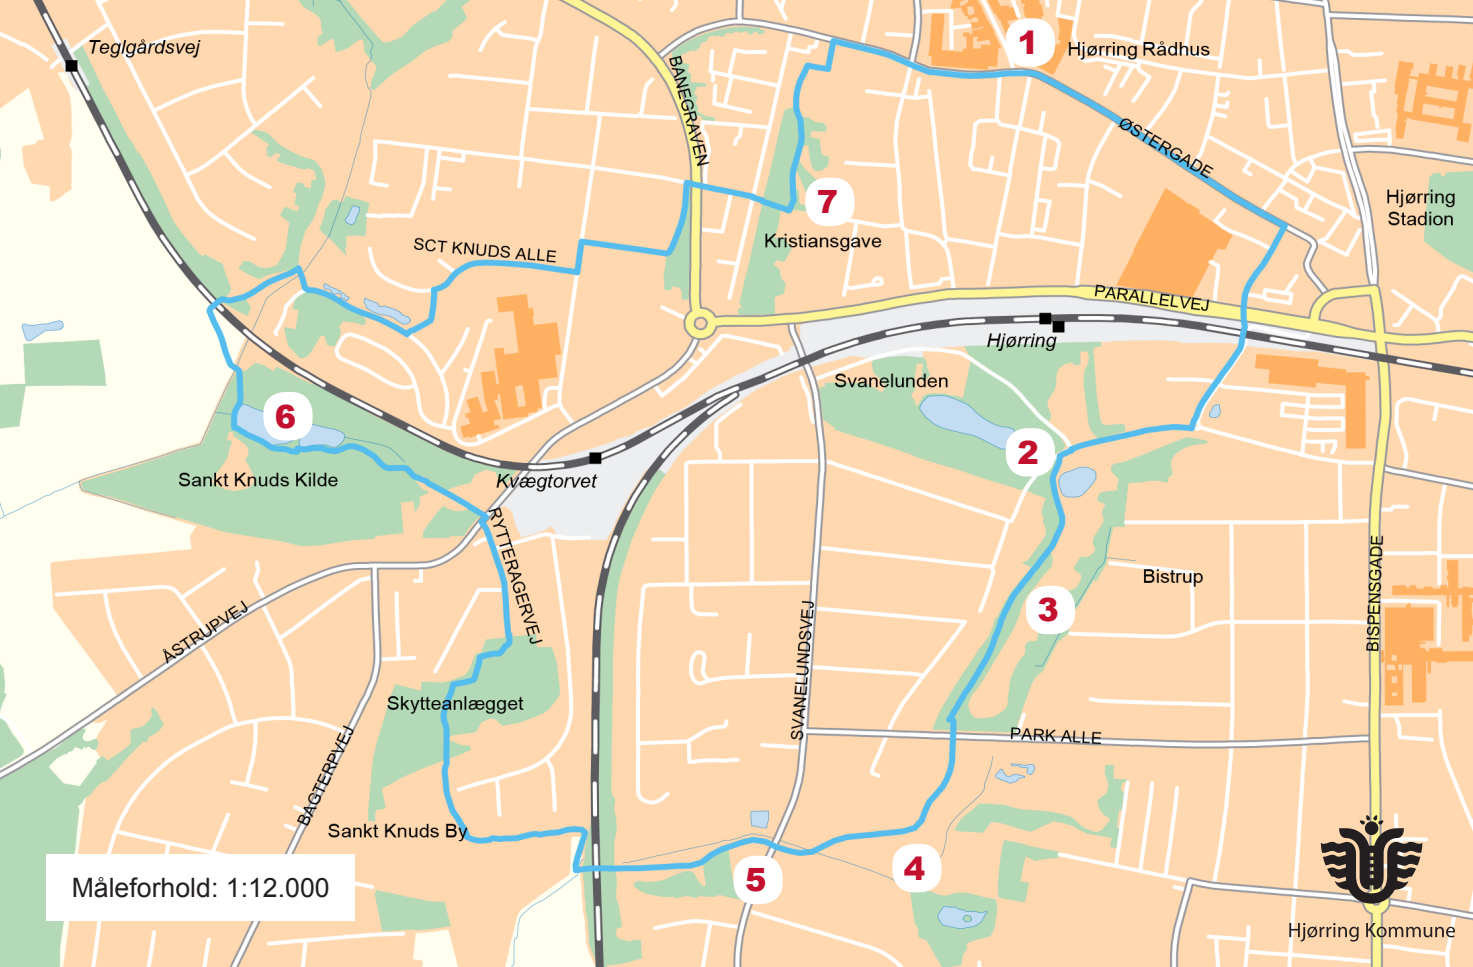 Teglgårdsvej
1
Hjørring Rådhus
BANEGRAVEN
ØSTERGADE
7
Hjørring
Stadion
Kristiansgave
SCT KNUDS ALLE
PARALLELVEJ
Hjørring
Svanelunden
6
2
Sankt Knuds Kilde
Kvægtorvet
RYTTERAGERVEJ
Bistrup
BISPENSGADE
3
ÅSTRUPVEJ
SVANELUNDSVEJ
Skytteanlægget
PARK ALLE
BAGTERPVEJ
Sankt Knuds By
4
5
Måleforhold: 1:12.000
Hjørring Kommune